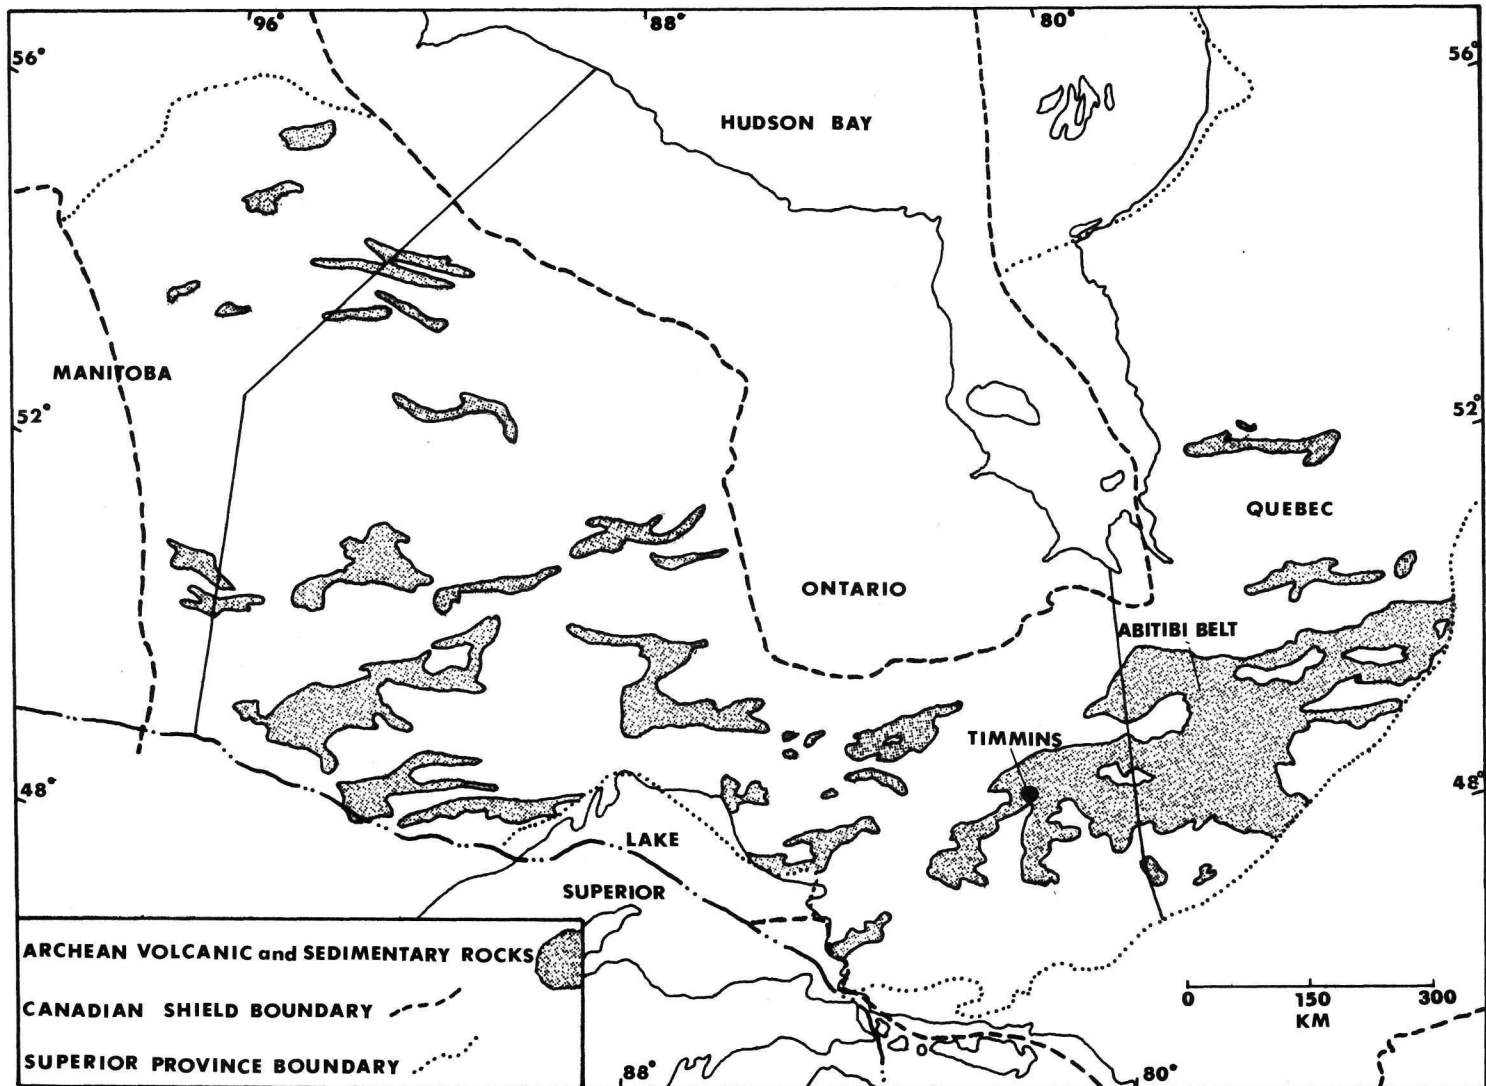 96°
88°
80°
56°
56°
HUDSON BAY
MANITOBA
52°
52°
QUEBEC
ONTARIO
ABITIBI BELT
TIMMINS
48°
48°
LAKE
SUPERIOR
ARCHEAN VOLCANIC and SEDIMENTARY ROCKS
CANADIAN SHIELD BOUNDARY
SUPERIOR PROVINCE BOUNDARY
0 150 300
KM
88°
80°